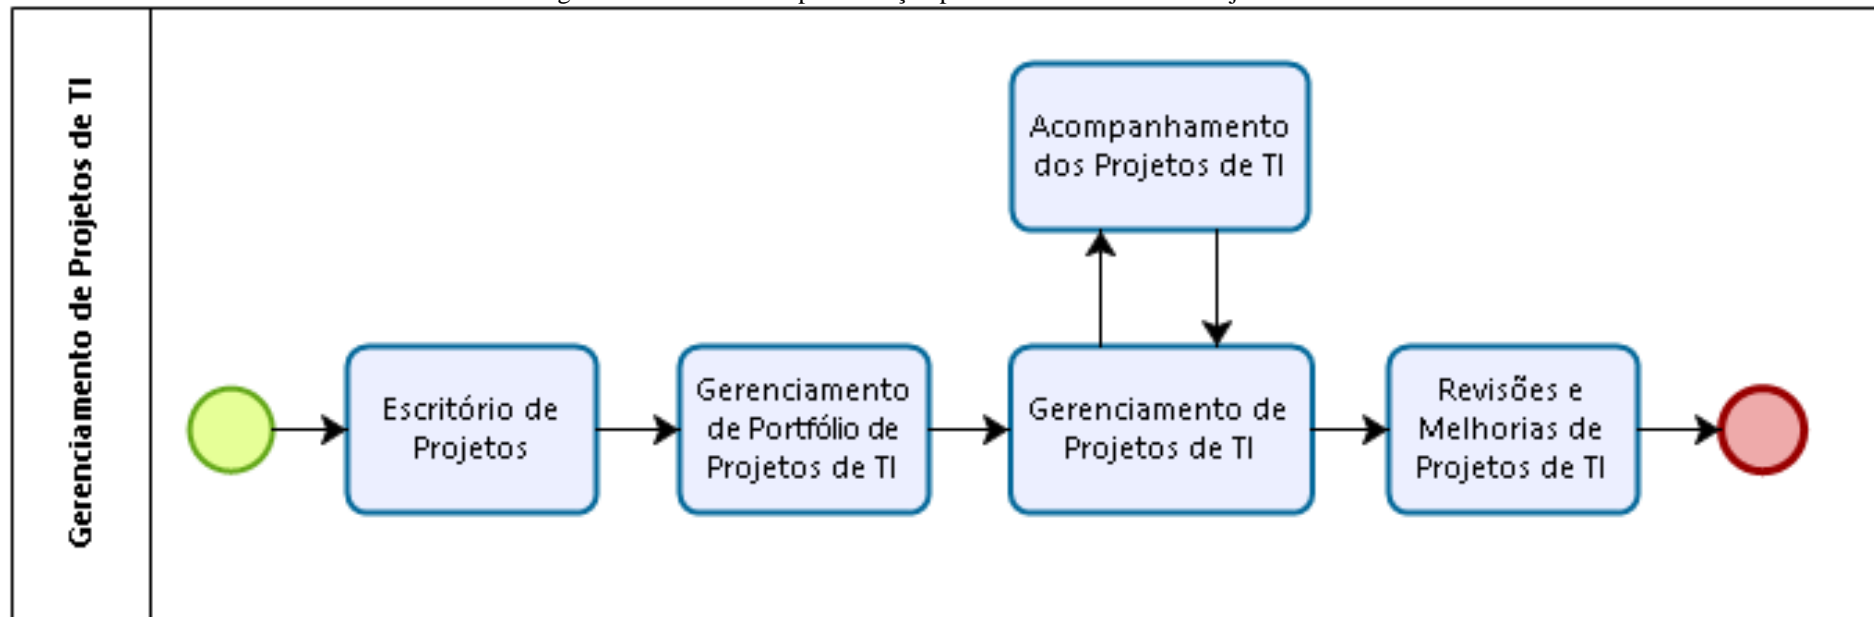 Gerenciamento de Projetos de TI
Acompanhamento
dos Projetos de TI
Escritório de
Projetos
Gerenciamento
de Portfólio de
Projetos de TI
Gerenciamento de
Projetos de TI
Revisões e
Melhorias de
Projetos de TI